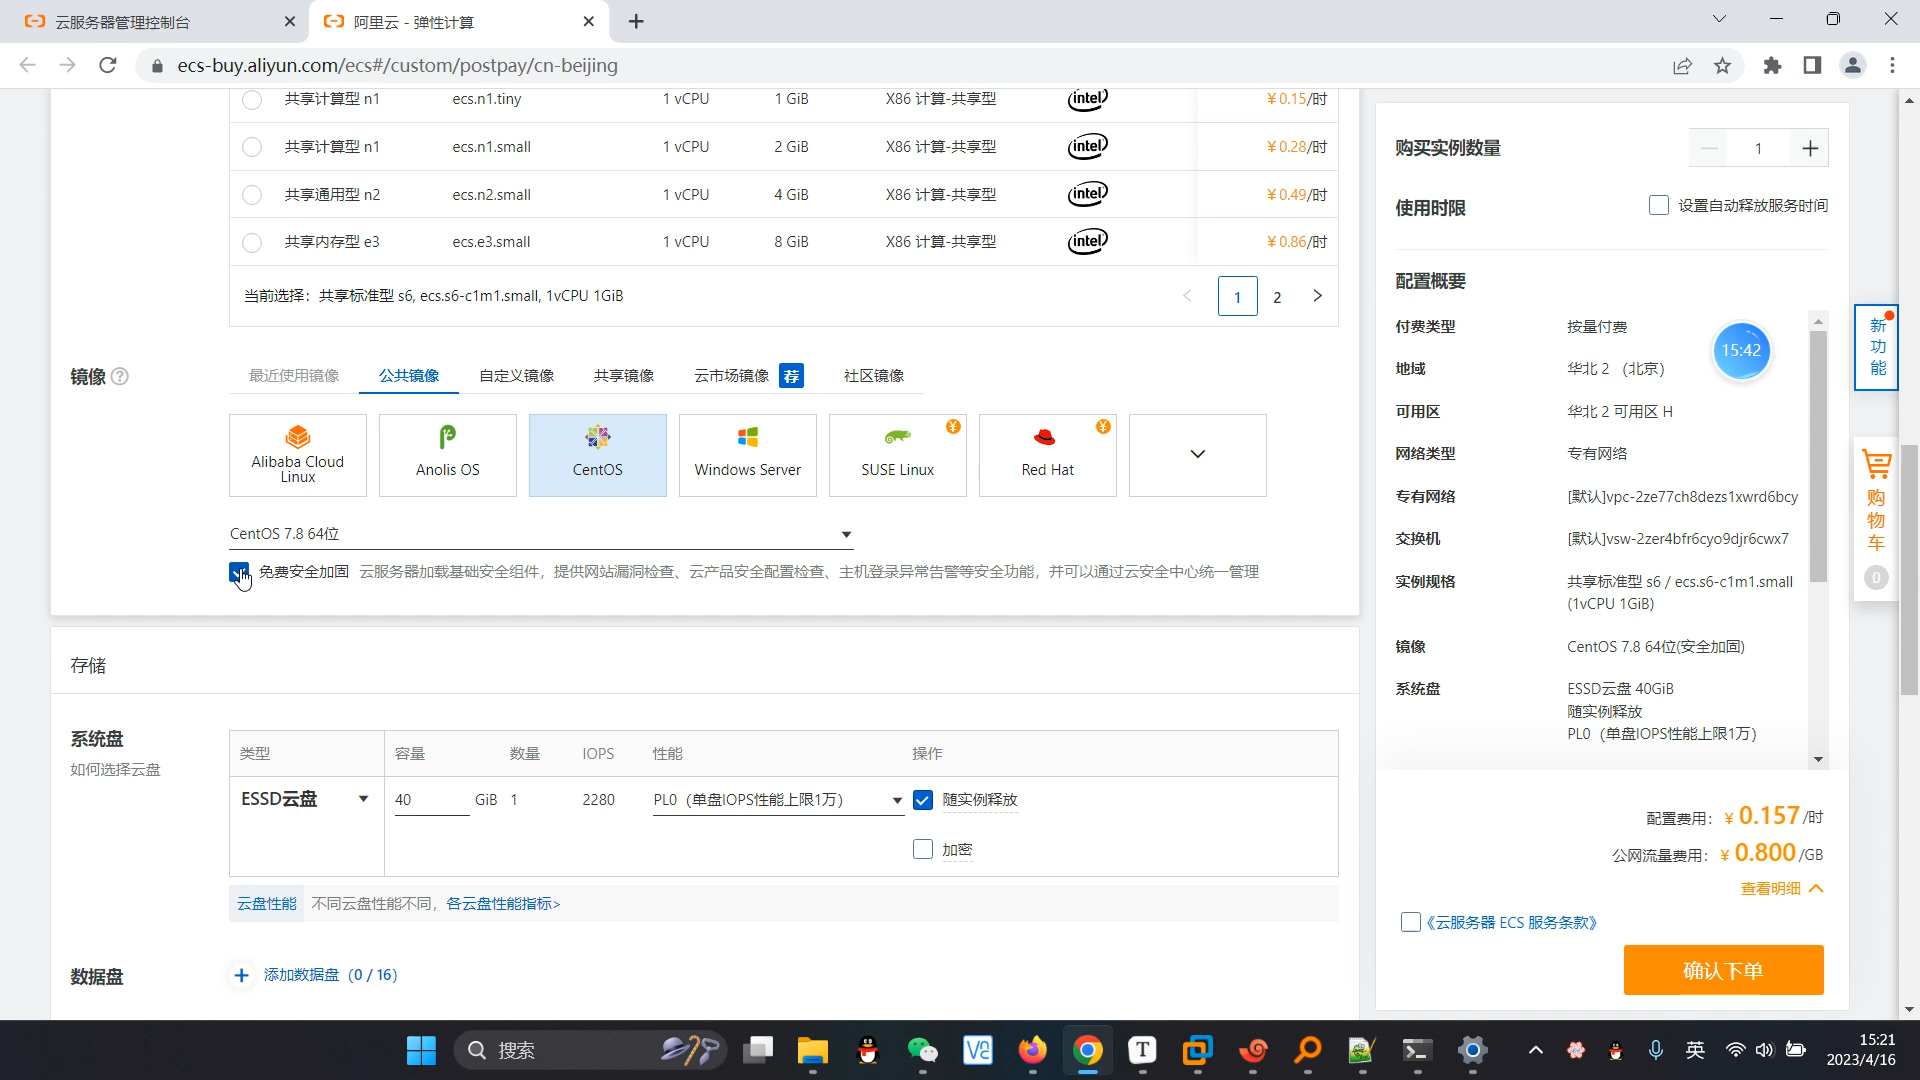 云服务器管理控制台
阿里云 - 弹性计算
ecs-buy.aliyun.com/ecs#/custom/postpay/cn-beijing
共享计算型 n1 ecs.n1.tiny 1 vCPU 1 GiB X86 计算-共享型 intel ¥ 0.15/时
共享计算型 n1 ecs.n1.small 1 vCPU 2 GiB X86 计算-共享型 intel ¥ 0.28/时
共享通用型 n2 ecs.n2.small 1 vCPU 4 GiB X86 计算-共享型 intel ¥ 0.49/时
共享内存型 e3 ecs.e3.small 1 vCPU 8 GiB X86 计算-共享型 intel ¥ 0.86/时
当前选择：共享标准型 s6, ecs.s6-c1m1.small, 1vCPU 1GiB
1 2
镜像 ?
最近使用镜像 公共镜像 自定义镜像 共享镜像 云市场镜像 荐 社区镜像
Alibaba Cloud
Linux
Anolis OS
CentOS
Windows Server
¥
SUSE Linux
¥
Red Hat
CentOS 7.8 64位
免费安全加固 云服务器加载基础安全组件，提供网站漏洞检查、云产品安全配置检查、主机登录异常告警等安全功能，并可以通过云安全中心统一管理
存储
系统盘
如何选择云盘
类型 容量 数量 IOPS 性能 操作
ESSD云盘 40 GiB 1 2280 PL0（单盘IOPS性能上限1万） 随实例释放
加密
云盘性能 不同云盘性能不同，各云盘性能指标>
数据盘
+ 添加数据盘（0 / 16）
购买实例数量 1
使用时限 设置自动释放服务时间
配置概要
付费类型 按量付费
15:42
地域 华北 2 （北京）
可用区 华北 2 可用区 H
网络类型 专有网络
专有网络 [默认]vpc-2ze77ch8dezs1xwrd6bcy
交换机 [默认]vsw-2zer4bfr6cyo9djr6cwx7
实例规格 共享标准型 s6 / ecs.s6-c1m1.small
(1vCPU 1GiB)
镜像 CentOS 7.8 64位(安全加固)
系统盘 ESSD云盘 40GiB
随实例释放
PL0（单盘IOPS性能上限1万）
配置费用：¥ 0.157 /时
公网流量费用：¥ 0.800 /GB
查看明细
《云服务器 ECS 服务条款》
确认下单
新
功
能
购
物
车
0
搜索
英
15:21
2023/4/16